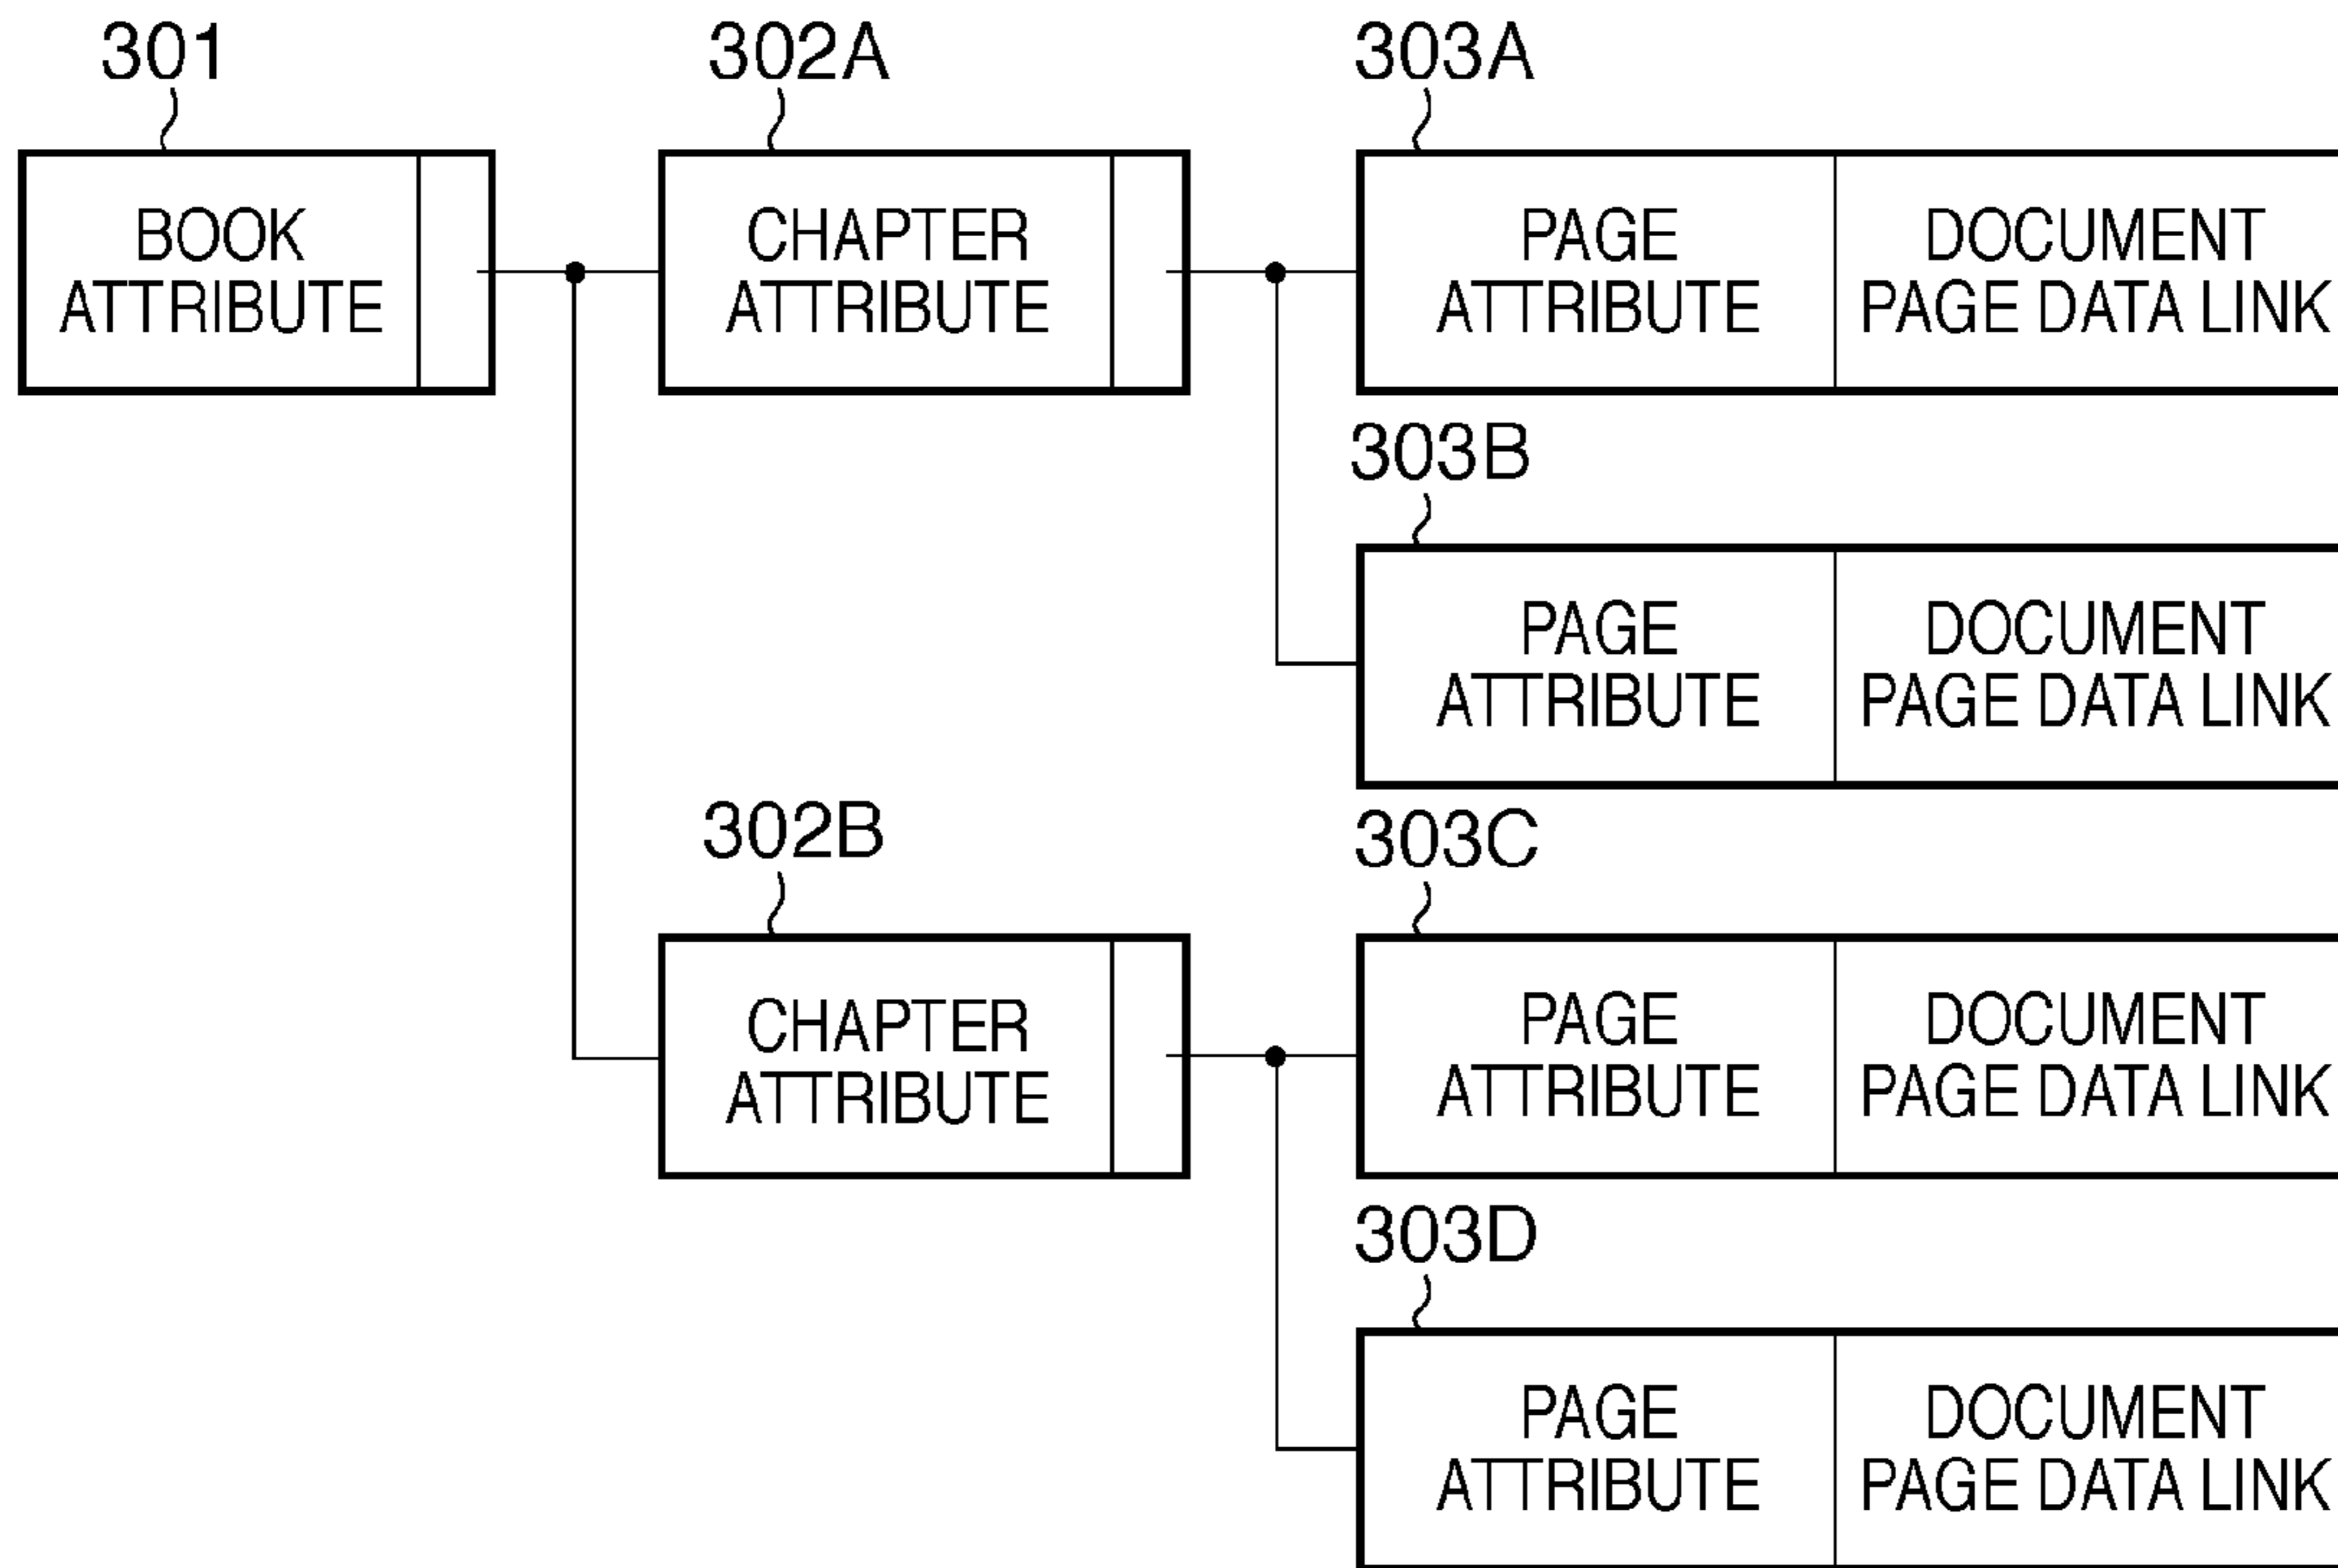 301
302A
303A
BOOK
ATTRIBUTE
CHAPTER
ATTRIBUTE
PAGE
ATTRIBUTE
DOCUMENT
PAGE DATA LINK
303B
PAGE
ATTRIBUTE
DOCUMENT
PAGE DATA LINK
302B
303C
CHAPTER
ATTRIBUTE
PAGE
ATTRIBUTE
DOCUMENT
PAGE DATA LINK
303D
PAGE
ATTRIBUTE
DOCUMENT
PAGE DATA LINK